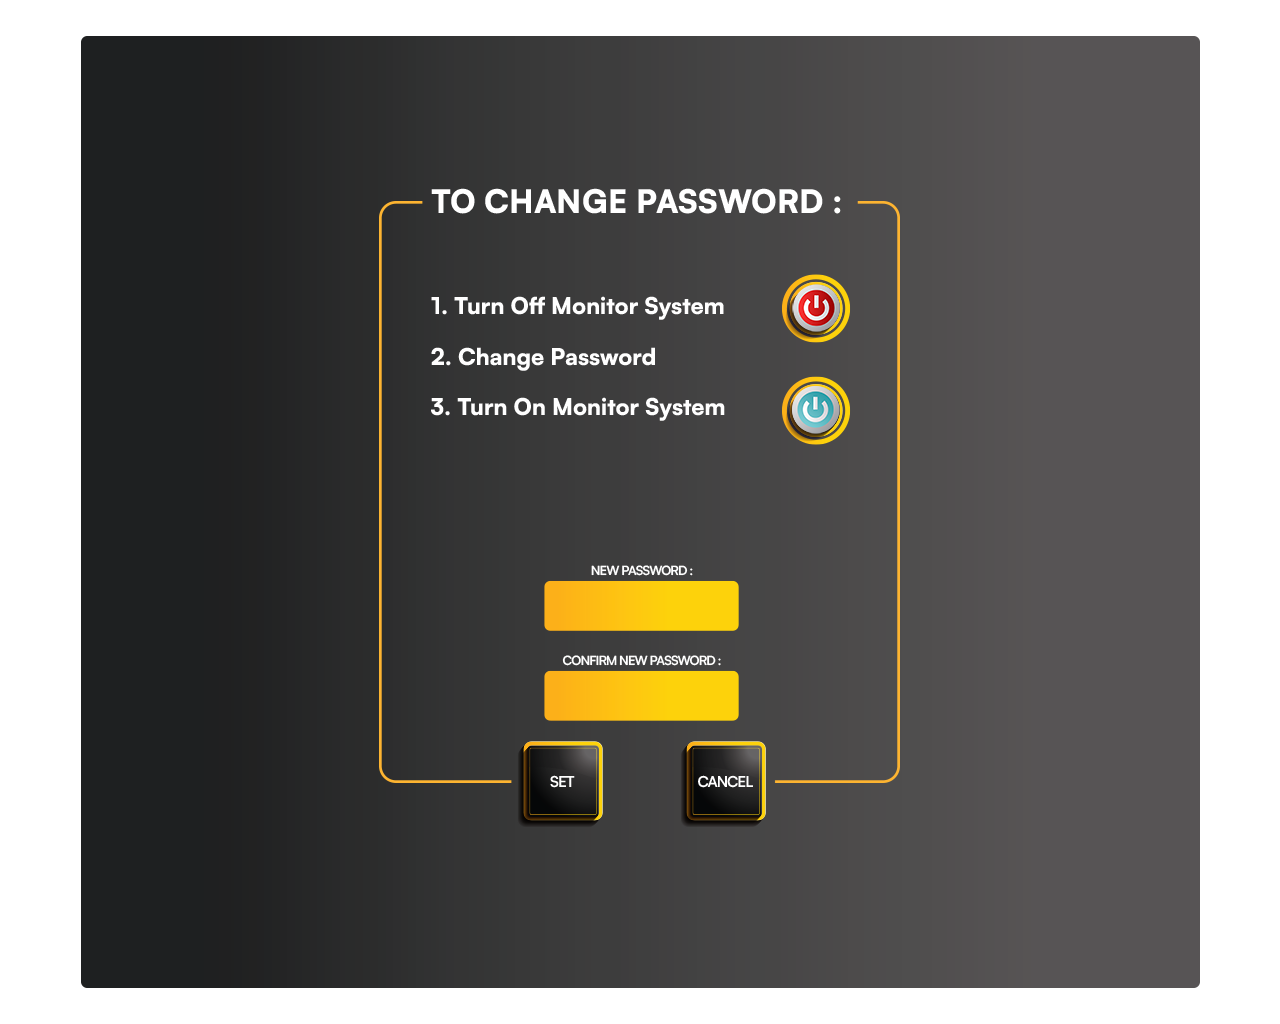 TO CHANGE PASSWORD :
1. Turn Off Monitor System
2. Change Password
3. Turn On Monitor System
NEW PASSWORD :
CONFIRM NEW PASSWORD :
SET
CANCEL